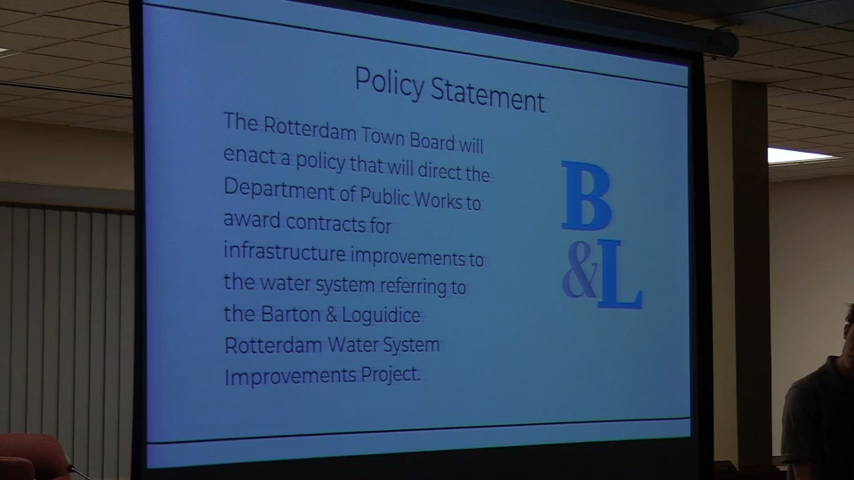 Policy Statement
The Rotterdam Town Board will
enact a policy that will direct the
Department of Public Works to
award contracts for
infrastructure improvements to
the water system referring to
the Barton & Loguidice
Rotterdam Water System
Improvements Project.
B
&L